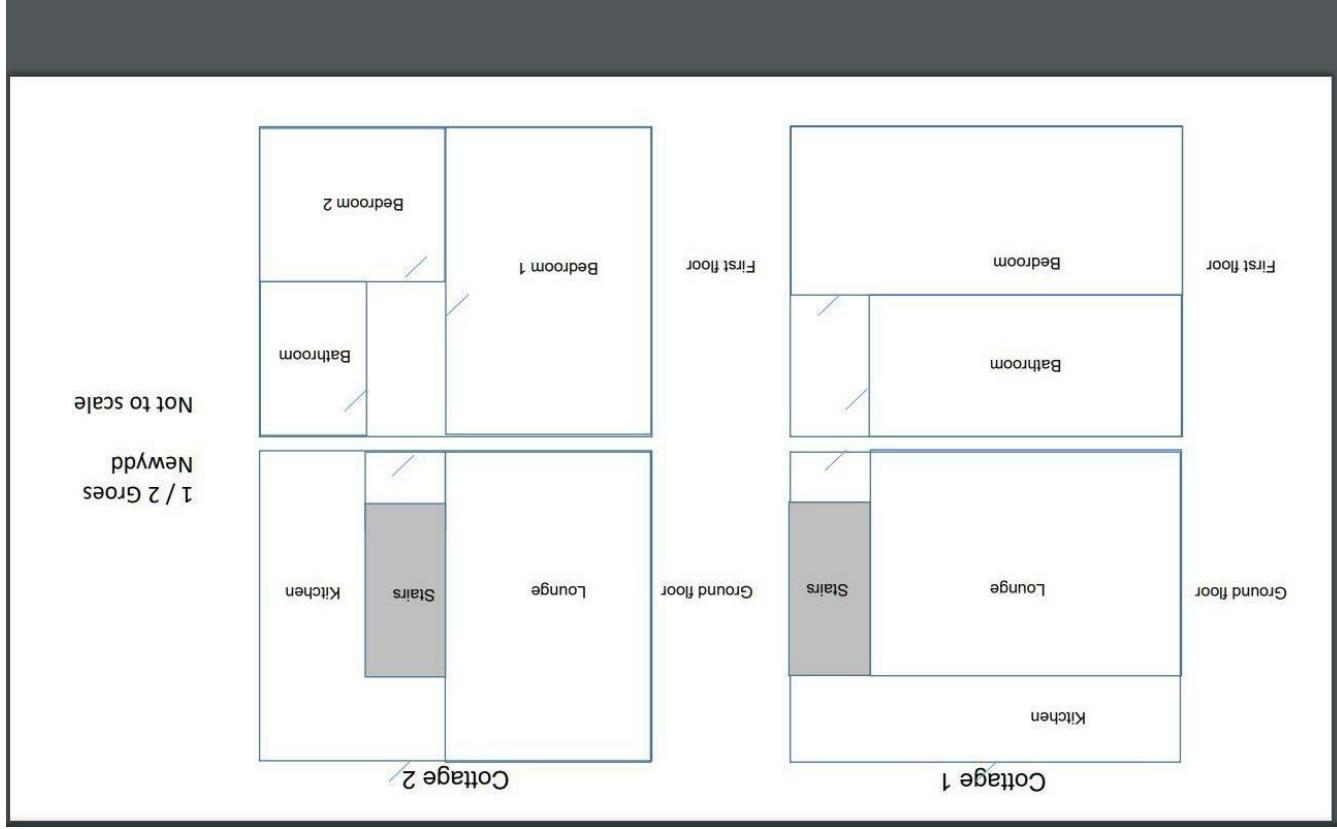 Cottage 1
Kitchen
Ground floor
Lounge
Stairs
First floor
Bathroom
Bedroom
Cottage 2
Ground floor
Lounge
Stairs
Kitchen
First floor
Bedroom 1
Bathroom
Bedroom 2
1 / 2 Groes
Newydd
Not to scale